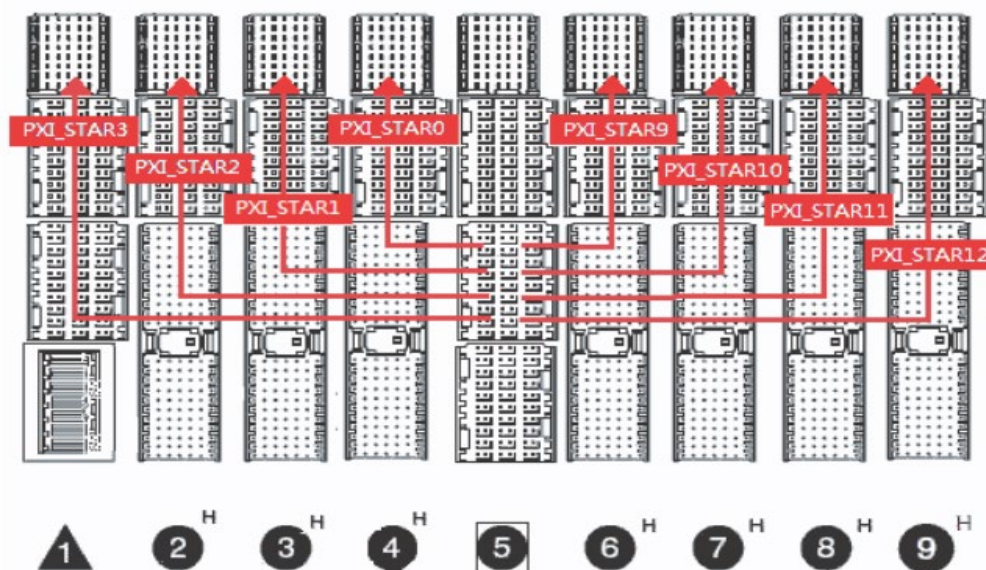 PXI_STAR3
PXI_STAR0
PXI_STAR9
PXI_STAR2
PXI_STAR10
PXI_STAR1
PXI_STAR11
PXI_STAR12
1 2 H 3 H 4 H 5 6 H 7 H 8 H 9 H